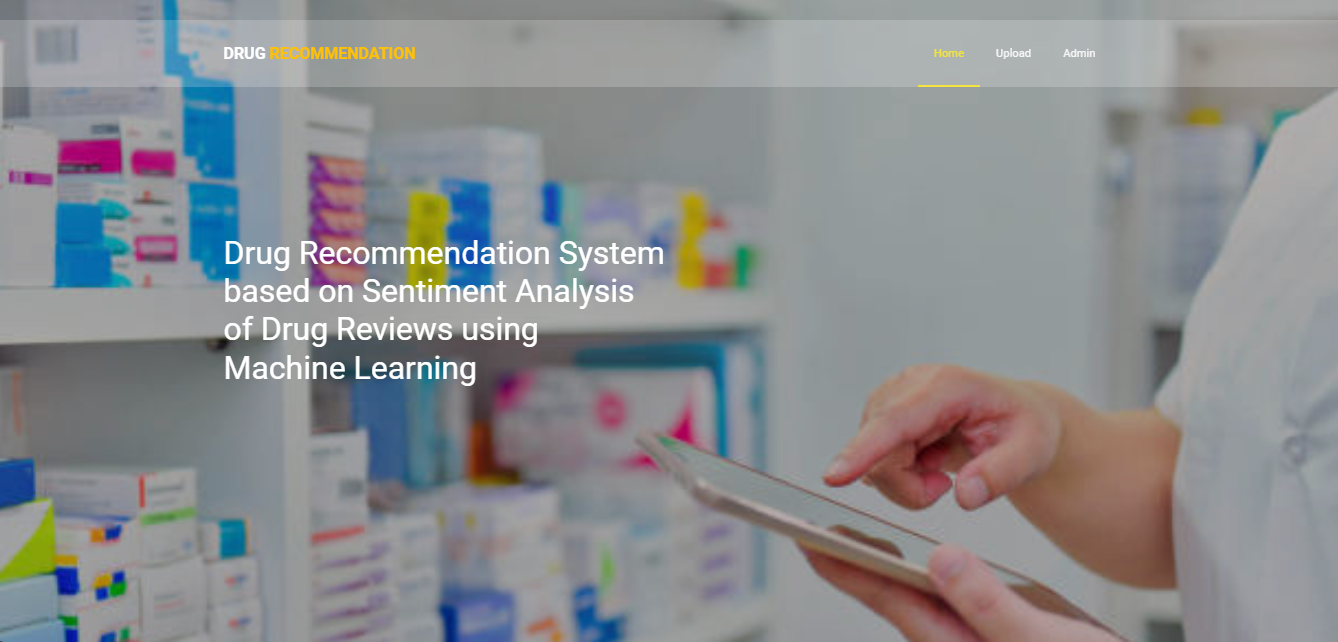 DRUG RECOMMENDATION
Home
Upload
Admin
Drug Recommendation System
based on Sentiment Analysis
of Drug Reviews using
Machine Learning